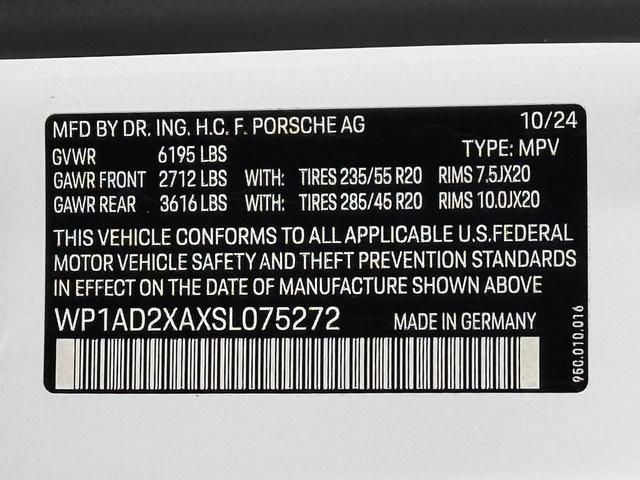 MFD BY DR. ING. H.C. F. PORSCHE AG 10/24
GVWR 6195 LBS TYPE: MPV
GAWR FRONT 2712 LBS WITH: TIRES 235/55 R20 RIMS 7.5JX20
GAWR REAR 3616 LBS WITH: TIRES 285/45 R20 RIMS 10.0JX20
THIS VEHICLE CONFORMS TO ALL APPLICABLE U.S.FEDERAL
MOTOR VEHICLE SAFETY AND THEFT PREVENTION STANDARDS
IN EFFECT ON THE DATE OF MANUFACTURE SHOWN ABOVE
WP1AD2XAXSL075272 MADE IN GERMANY
95C.010.016